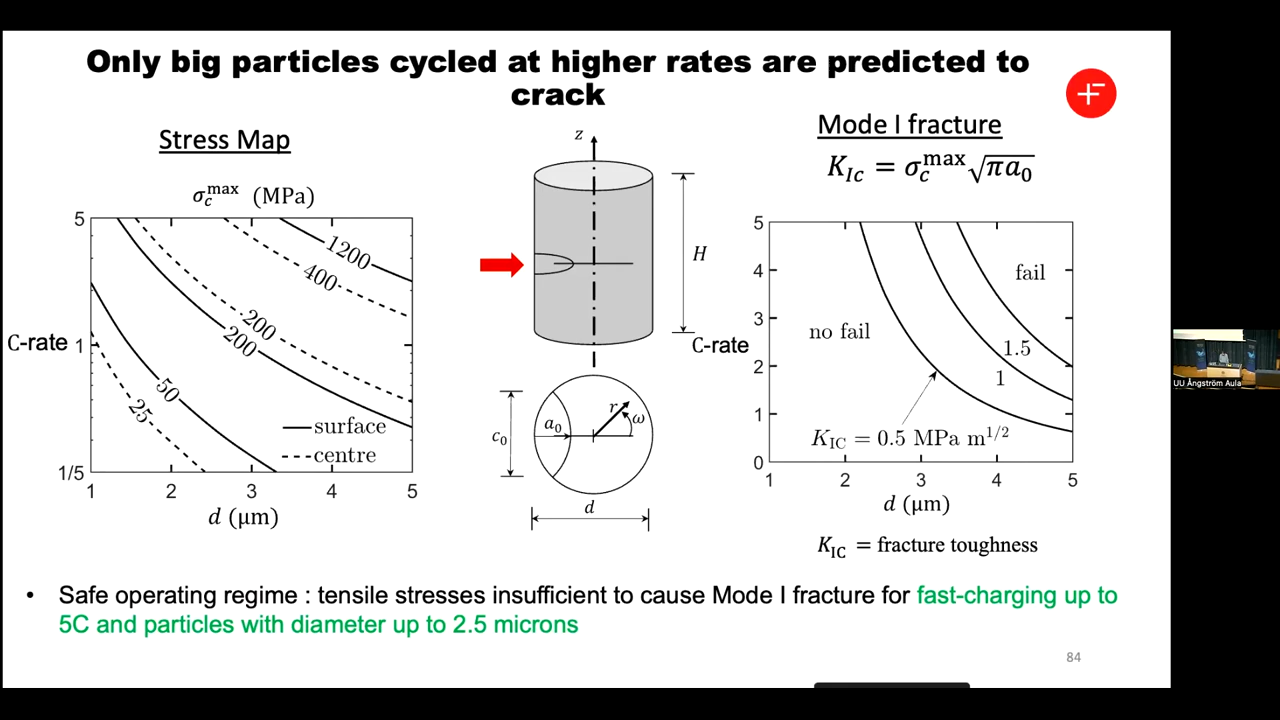 Only big particles cycled at higher rates are predicted to
crack
Stress Map
σ_c^max (MPa)
5
1
1/5
C-rate
1200
400
200
200
50
25
surface
centre
1 2 3 4 5
d (μm)
z
H
r
ω
a₀
c₀
d
Mode I fracture
K_Ic = σ_c^max √(πa₀)
5
4
3
2
1
0
C-rate
no fail
fail
1.5
1
K_IC = 0.5 MPa m^1/2
1 2 3 4 5
d (μm)
K_IC = fracture toughness
• Safe operating regime : tensile stresses insufficient to cause Mode I fracture for fast-charging up to
5C and particles with diameter up to 2.5 microns
84
UU Ångström Aula